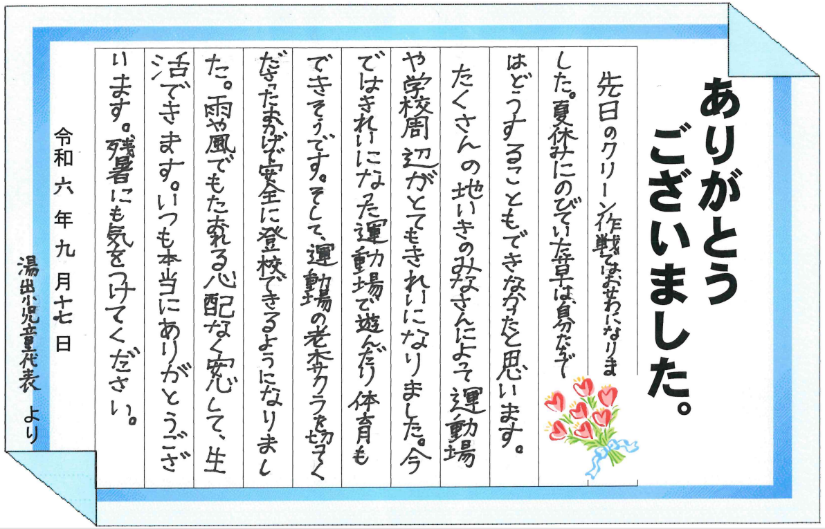 ありがとう
ございました。
先日のクリーン作戦ではおせわになりま
した。夏休みにのびていた草は、自分たちで
はどうすることもできなかったと思います。
たくさんの地いきのみなさんによって運動場
や学校周辺がとてもきれいになりました。今
ではきれいになった運動場で遊んだり体育も
できそうです。そして、運動場の老木サクラを切って
ださったおかげで安全に登校できるようになりまし
た。雨や風でもたおれる心配なく安心して、生
活できます。いつも本当にありがとうござ
います。残暑にも気をつけてください。
令和六年九月十七日
湯出小児童代表 より